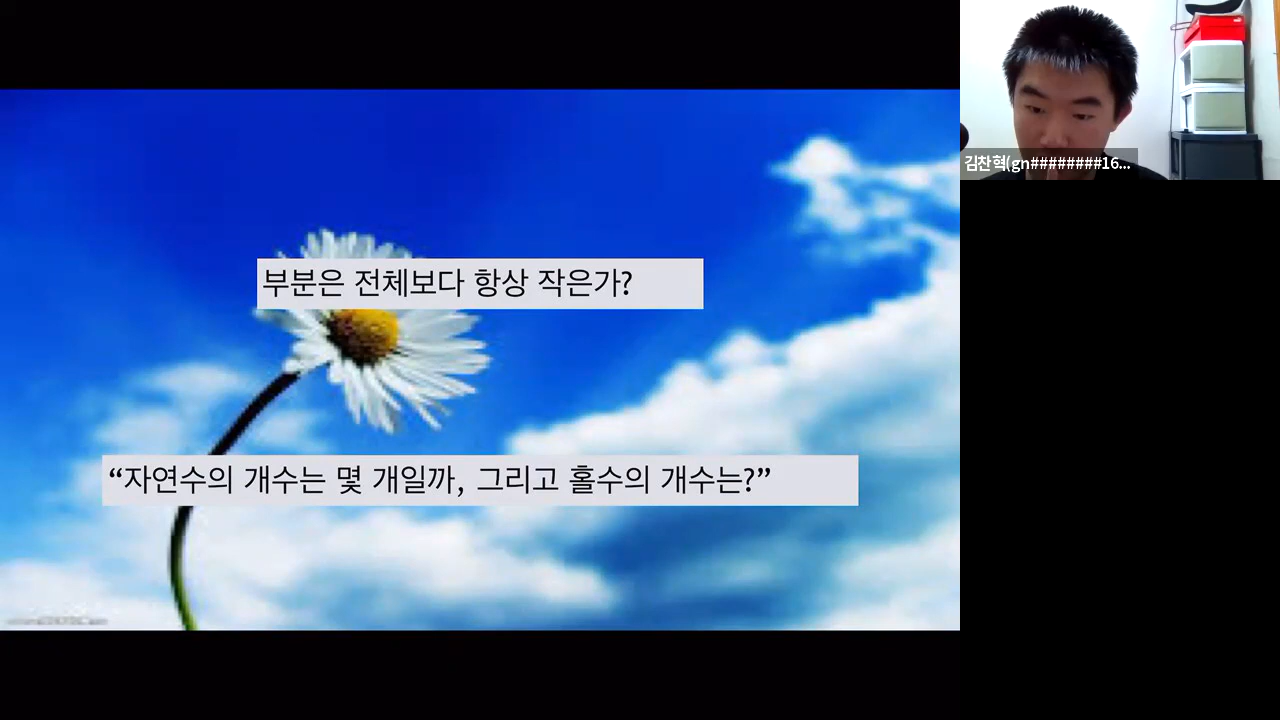 부분은 전체보다 항상 작은가?
“자연수의 개수는 몇 개일까, 그리고 홀수의 개수는?”
김찬혁(gn########16...